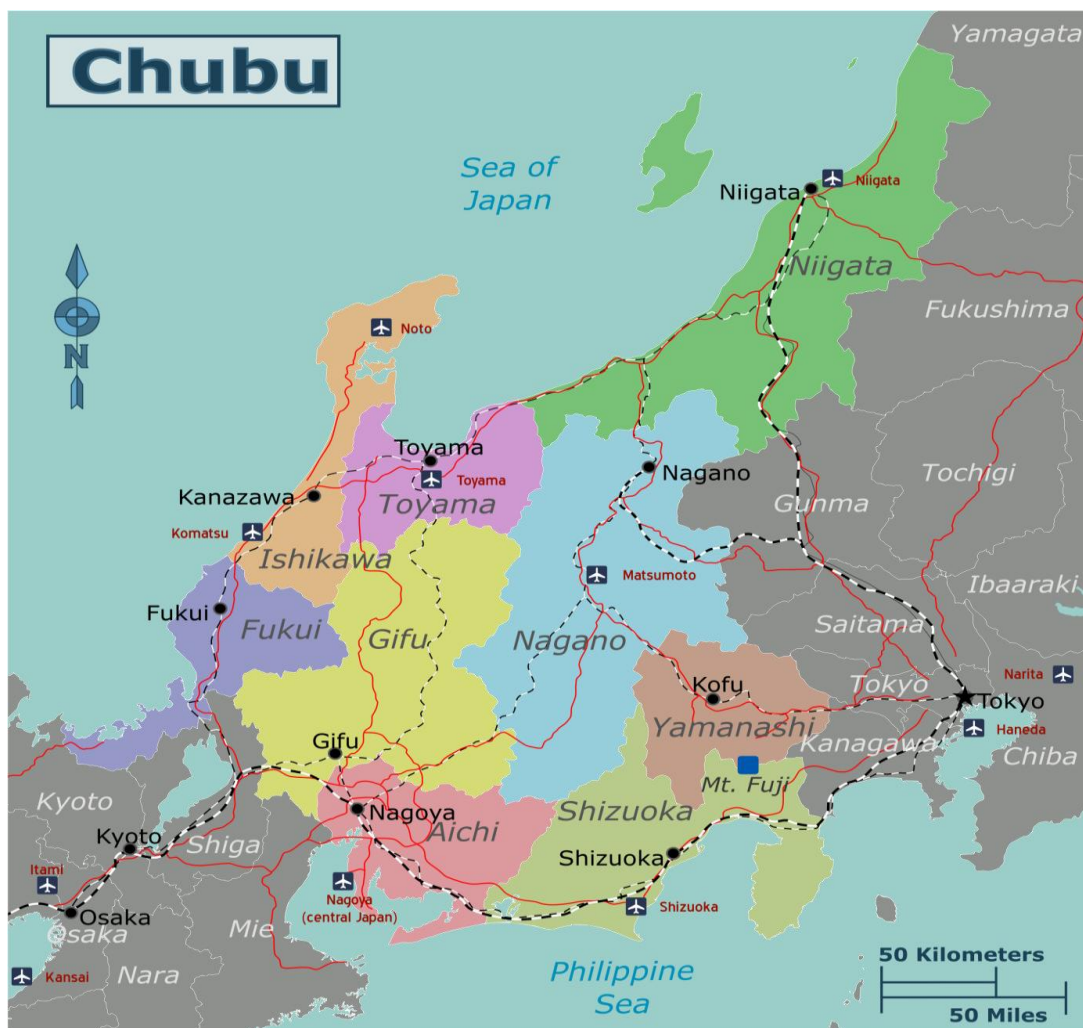 Chubu
Yamagata
Sea of
Japan
Niigata
Niigata
Niigata
N
Noto
Fukushima
Toyama
Toyama
Toyama
Nagano
Kanazawa
Tochigi
Gunma
Komatsu
Ishikawa
Matsumoto
Ibaaraki
Fukui
Fukui
Gifu
Nagano
Saitama
Tokyo
Narita
Kofu
Tokyo
Yamanashi
Haneda
Kanagawa
Chiba
Gifu
Mt. Fuji
Kyoto
Nagoya
Shizuoka
Aichi
Kyoto
Shiga
Shizuoka
Itami
Nagoya
(central Japan)
Shizuoka
Osaka
Osaka
Mie
Nara
Kansai
Philippine
Sea
50 Kilometers
50 Miles